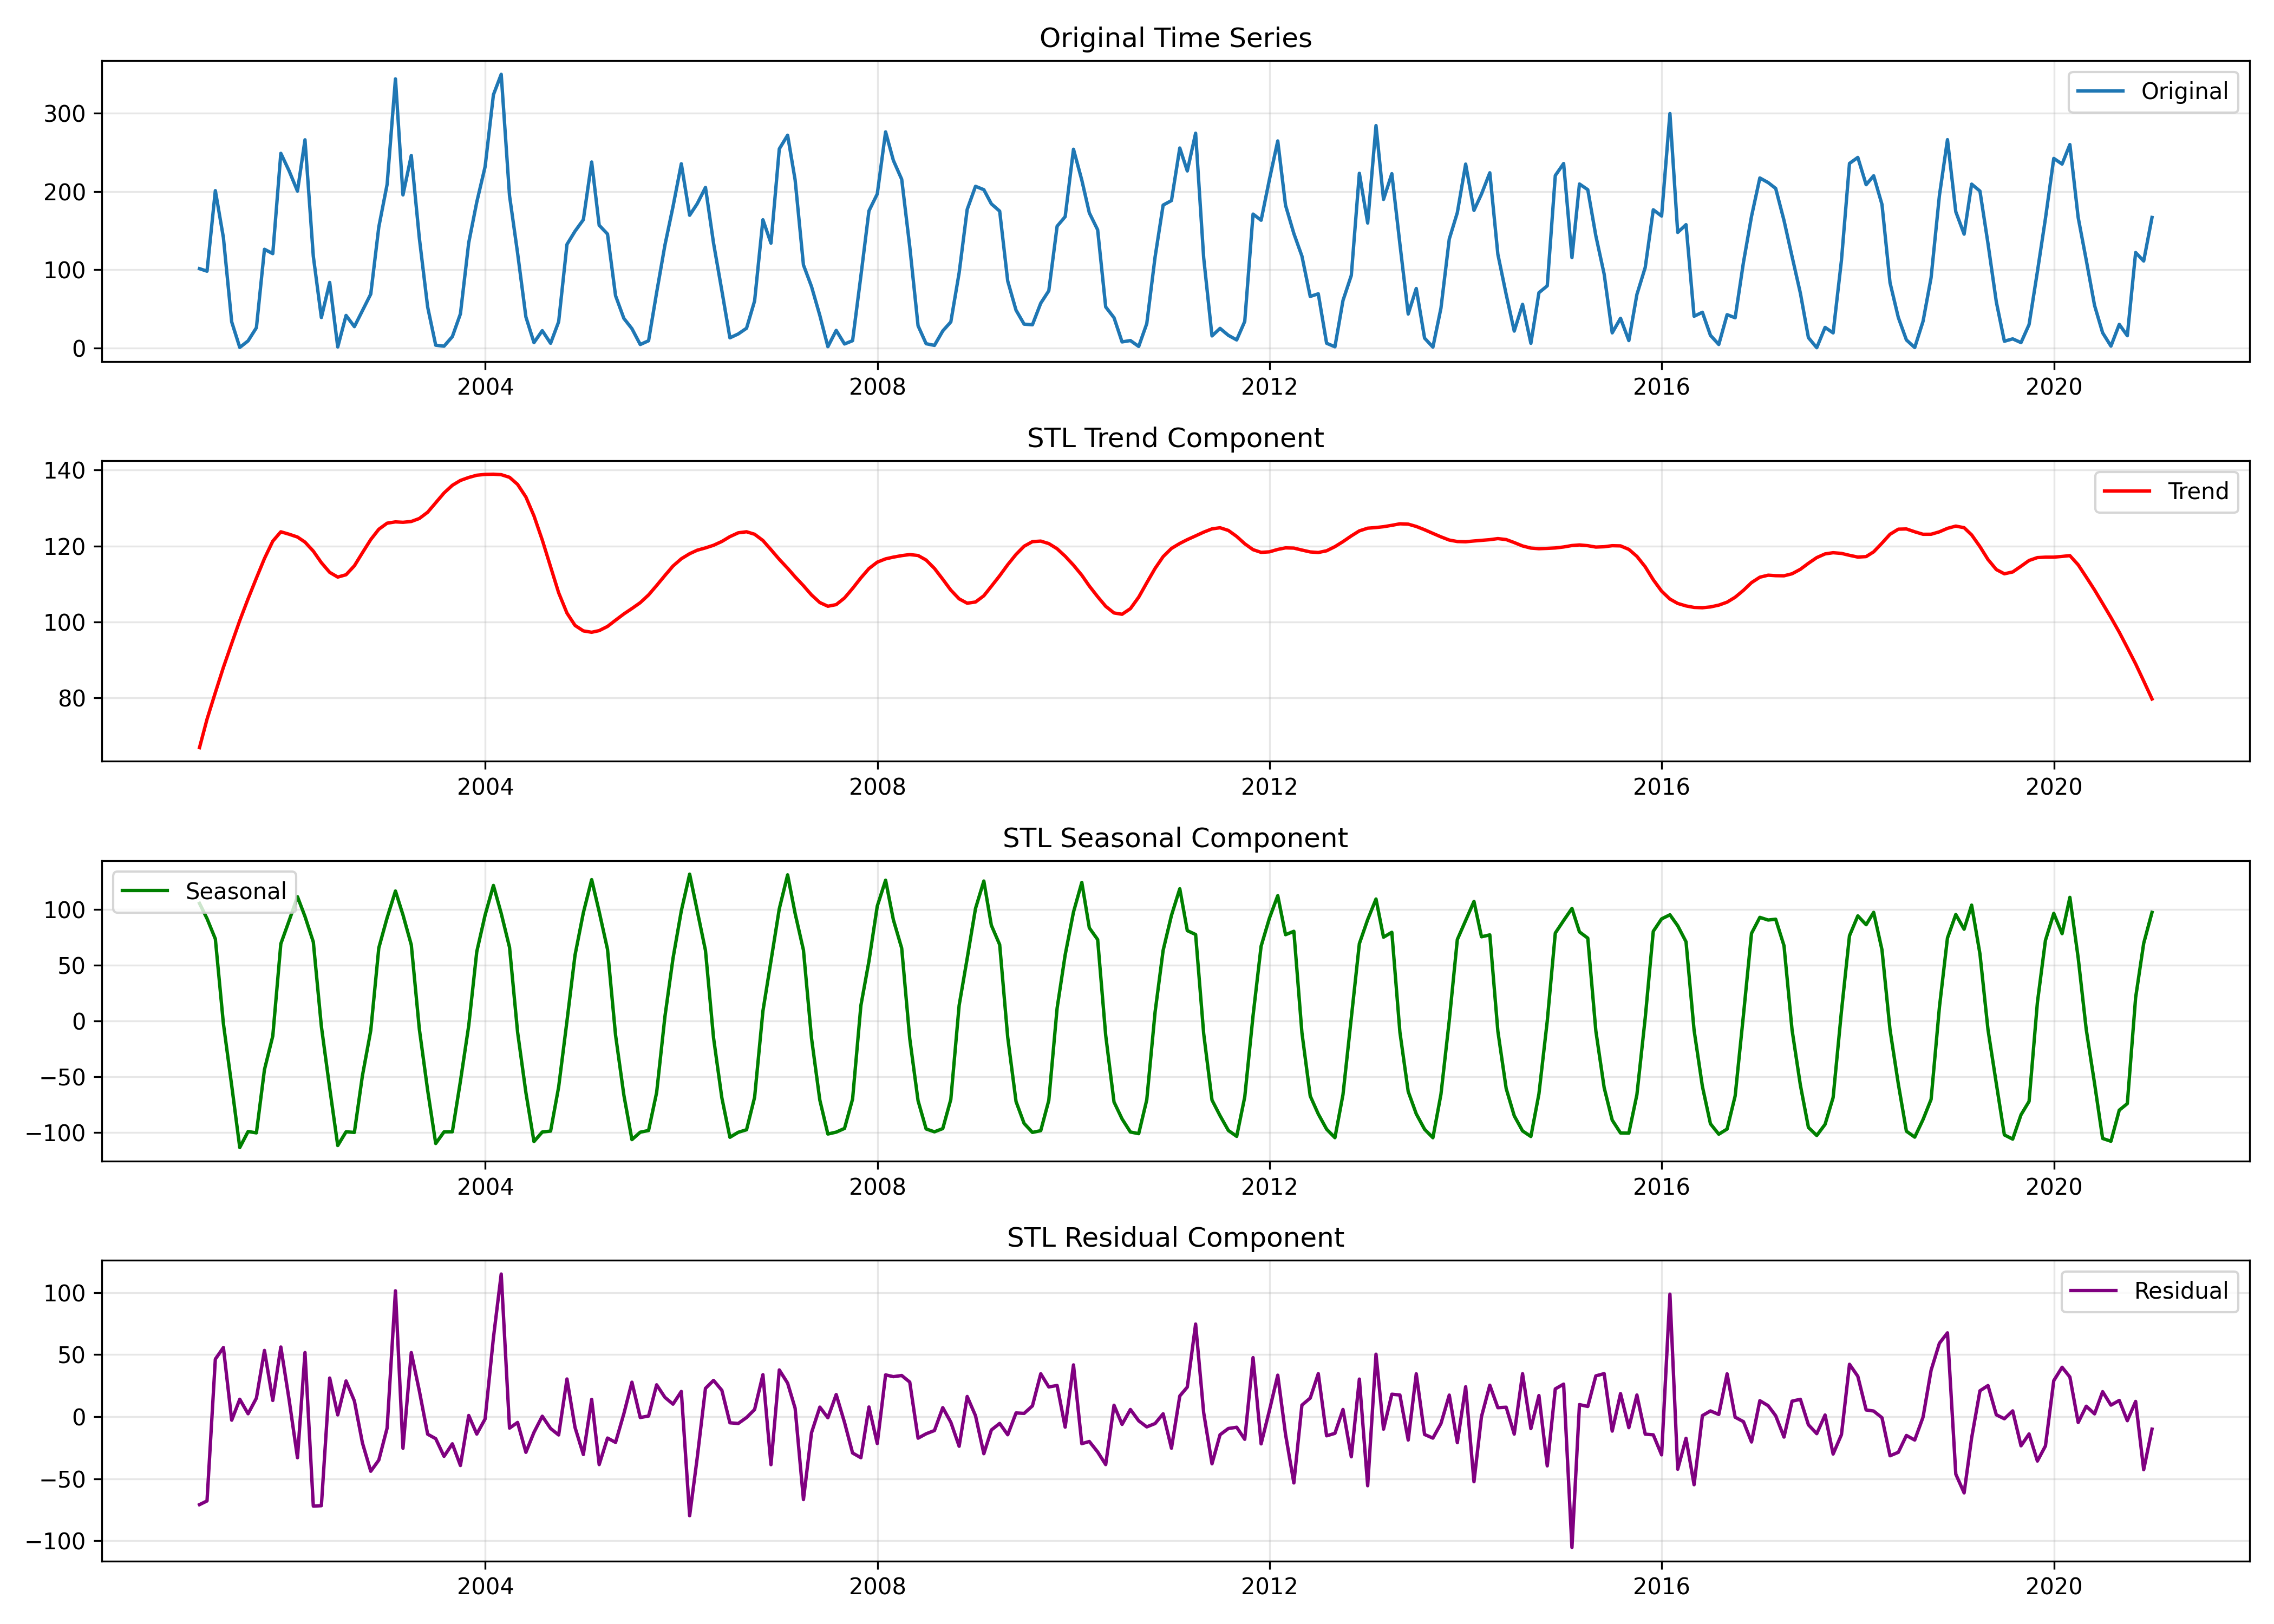 Original Time Series
Original
300
200
100
0
2004 2008 2012 2016 2020
STL Trend Component
Trend
140
120
100
80
2004 2008 2012 2016 2020
STL Seasonal Component
Seasonal
100
50
0
−50
−100
2004 2008 2012 2016 2020
STL Residual Component
Residual
100
50
0
−50
−100
2004 2008 2012 2016 2020